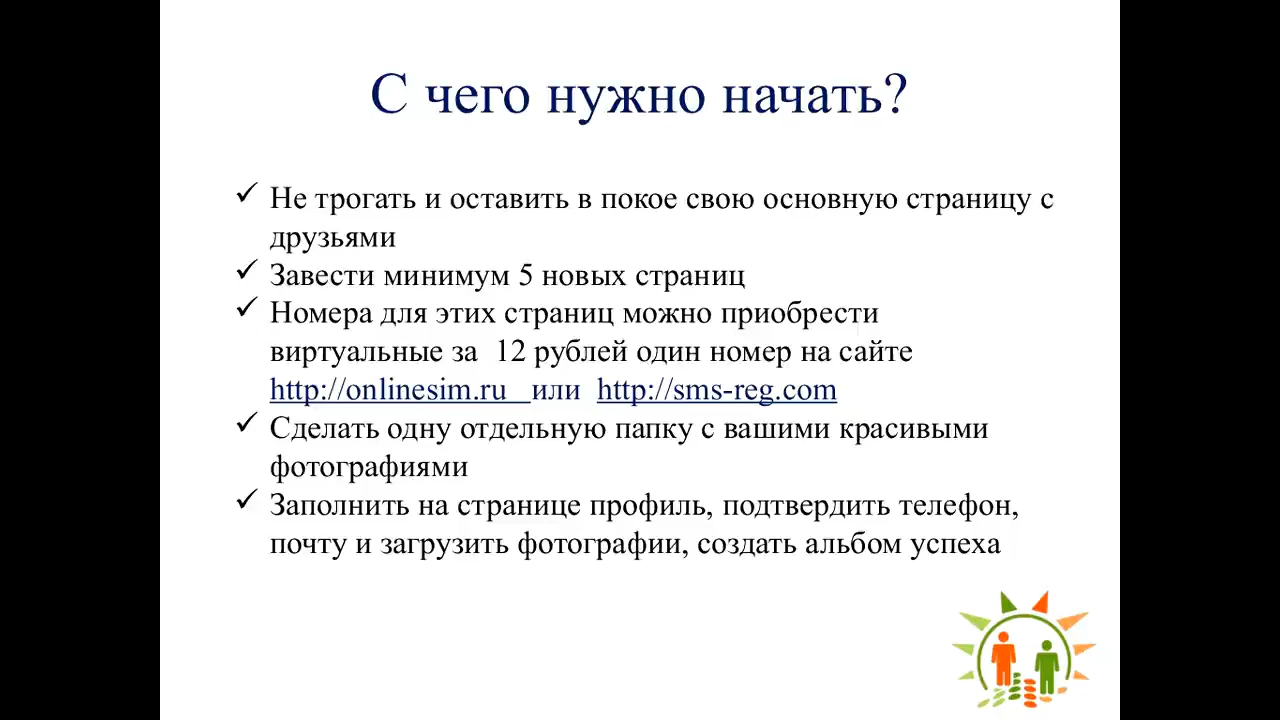 С чего нужно начать?
✓ Не трогать и оставить в покое свою основную страницу с
друзьями
✓ Завести минимум 5 новых страниц
✓ Номера для этих страниц можно приобрести
виртуальные за 12 рублей один номер на сайте
http://onlinesim.ru или http://sms-reg.com
✓ Сделать одну отдельную папку с вашими красивыми
фотографиями
✓ Заполнить на странице профиль, подтвердить телефон,
почту и загрузить фотографии, создать альбом успеха